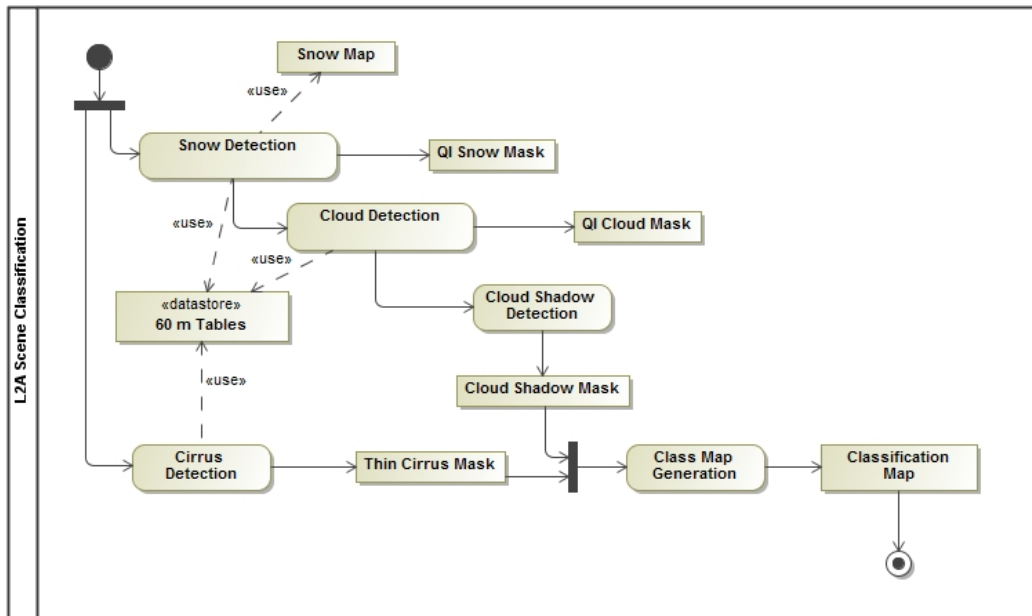 L2A Scene Classification
Snow Map
«use»
Snow Detection
QI Snow Mask
«use»
Cloud Detection
QI Cloud Mask
«use»
«datastore»
60 m Tables
Cloud Shadow
Detection
«use»
Cloud Shadow Mask
Cirrus
Detection
Thin Cirrus Mask
Class Map
Generation
Classification
Map